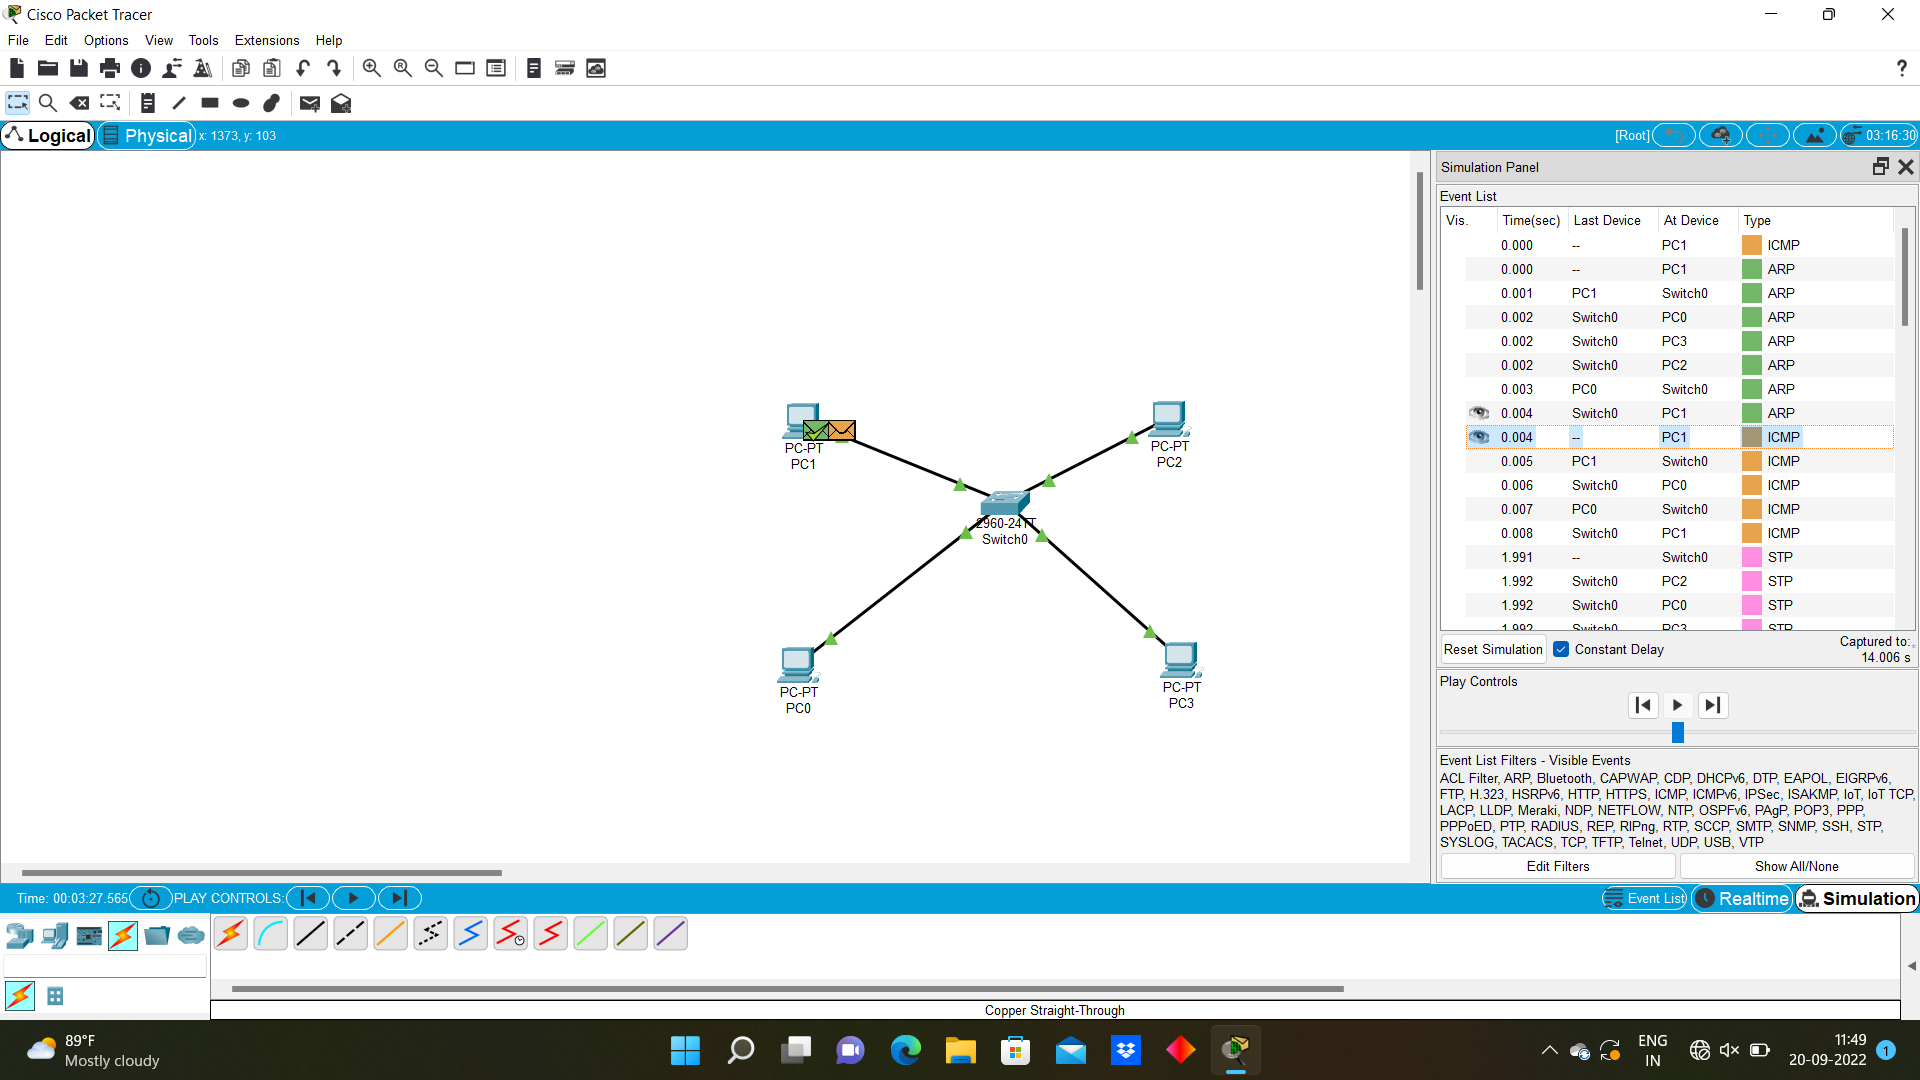 Cisco Packet Tracer
File Edit Options View Tools Extensions Help
Logical Physical x: 1373, y: 103 [Root] 03:16:30
Simulation Panel
Event List
Vis. Time(sec) Last Device At Device Type
0.000 -- PC1 ICMP
0.000 -- PC1 ARP
0.001 PC1 Switch0 ARP
0.002 Switch0 PC0 ARP
0.002 Switch0 PC3 ARP
0.002 Switch0 PC2 ARP
0.003 PC0 Switch0 ARP
0.004 Switch0 PC1 ARP
0.004 -- PC1 ICMP
0.005 PC1 Switch0 ICMP
0.006 Switch0 PC0 ICMP
0.007 PC0 Switch0 ICMP
0.008 Switch0 PC1 ICMP
1.991 -- Switch0 STP
1.992 Switch0 PC2 STP
1.992 Switch0 PC0 STP
1.992 Switch0 PC3 STP
PC-PT
PC1
PC-PT
PC2
2960-24TT
Switch0
PC-PT
PC0
PC-PT
PC3
Reset Simulation Constant Delay Captured to:
14.006 s
Play Controls
Event List Filters - Visible Events
ACL Filter, ARP, Bluetooth, CAPWAP, CDP, DHCPv6, DTP, EAPOL, EIGRPv6,
FTP, H.323, HSRPv6, HTTP, HTTPS, ICMP, ICMPv6, IPSec, ISAKMP, IoT, IoT TCP,
LACP, LLDP, Meraki, NDP, NETFLOW, NTP, OSPFv6, PAgP, POP3, PPP,
PPPoED, PTP, RADIUS, REP, RIPng, RTP, SCCP, SMTP, SNMP, SSH, STP,
SYSLOG, TACACS, TCP, TFTP, Telnet, UDP, USB, VTP
Edit Filters Show All/None
Time: 00:03:27.565 PLAY CONTROLS: Event List Realtime Simulation
Copper Straight-Through
89°F
Mostly cloudy
ENG
IN
11:49
20-09-2022
1